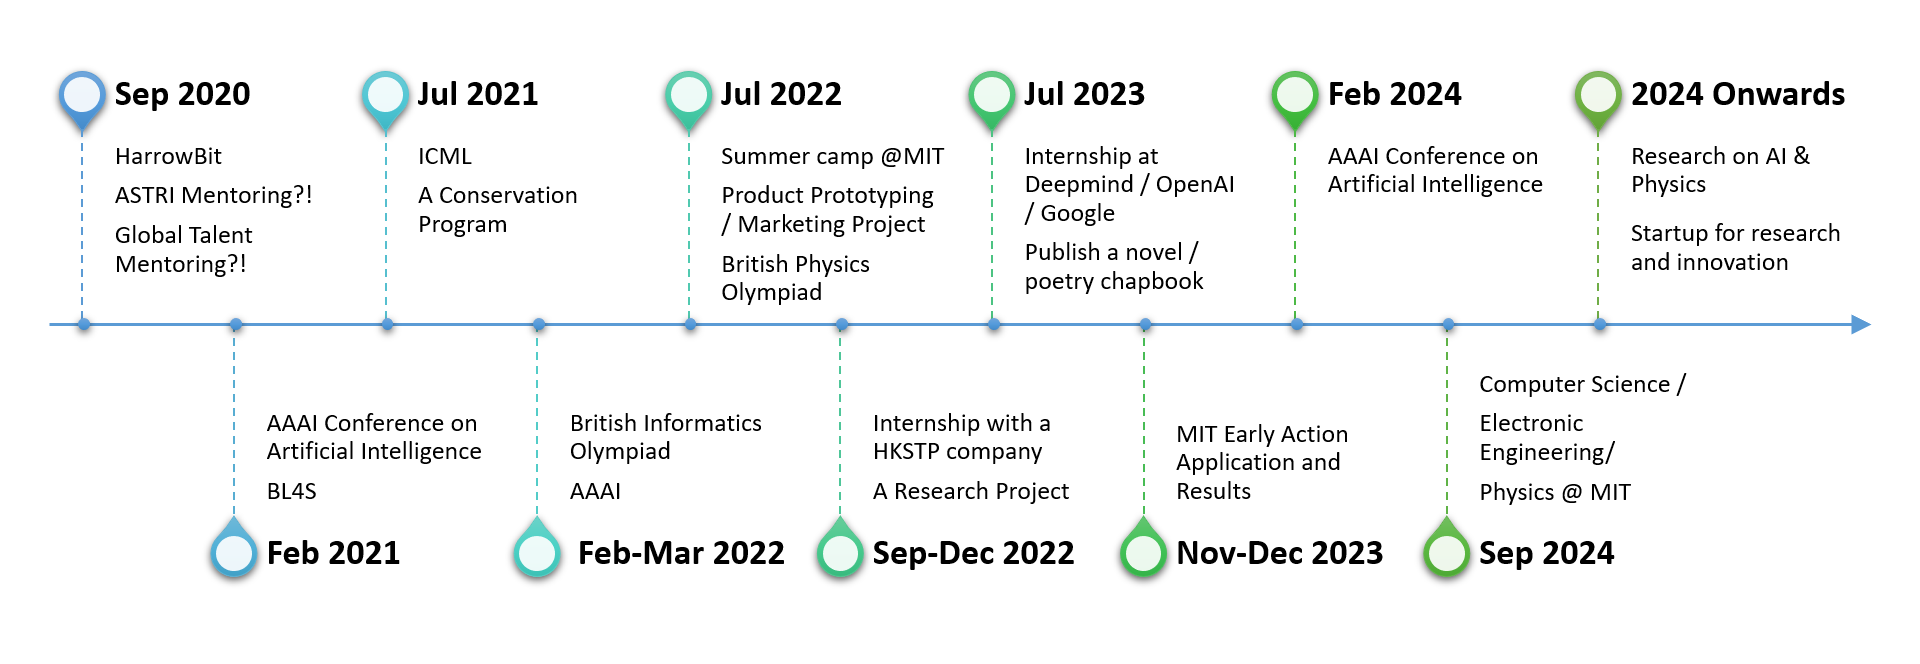 Sep 2020
HarrowBit
ASTRI Mentoring?!
Global Talent
Mentoring?!
Jul 2021
ICML
A Conservation
Program
Jul 2022
Summer camp @MIT
Product Prototyping
/ Marketing Project
British Physics
Olympiad
Jul 2023
Internship at
Deepmind / OpenAI
/ Google
Publish a novel /
poetry chapbook
Feb 2024
AAAI Conference on
Artificial Intelligence
2024 Onwards
Research on AI &
Physics
Startup for research
and innovation
AAAI Conference on
Artificial Intelligence
BL4S
Feb 2021
British Informatics
Olympiad
AAAI
Feb-Mar 2022
Internship with a
HKSTP company
A Research Project
Sep-Dec 2022
MIT Early Action
Application and
Results
Nov-Dec 2023
Computer Science /
Electronic
Engineering/
Physics @ MIT
Sep 2024